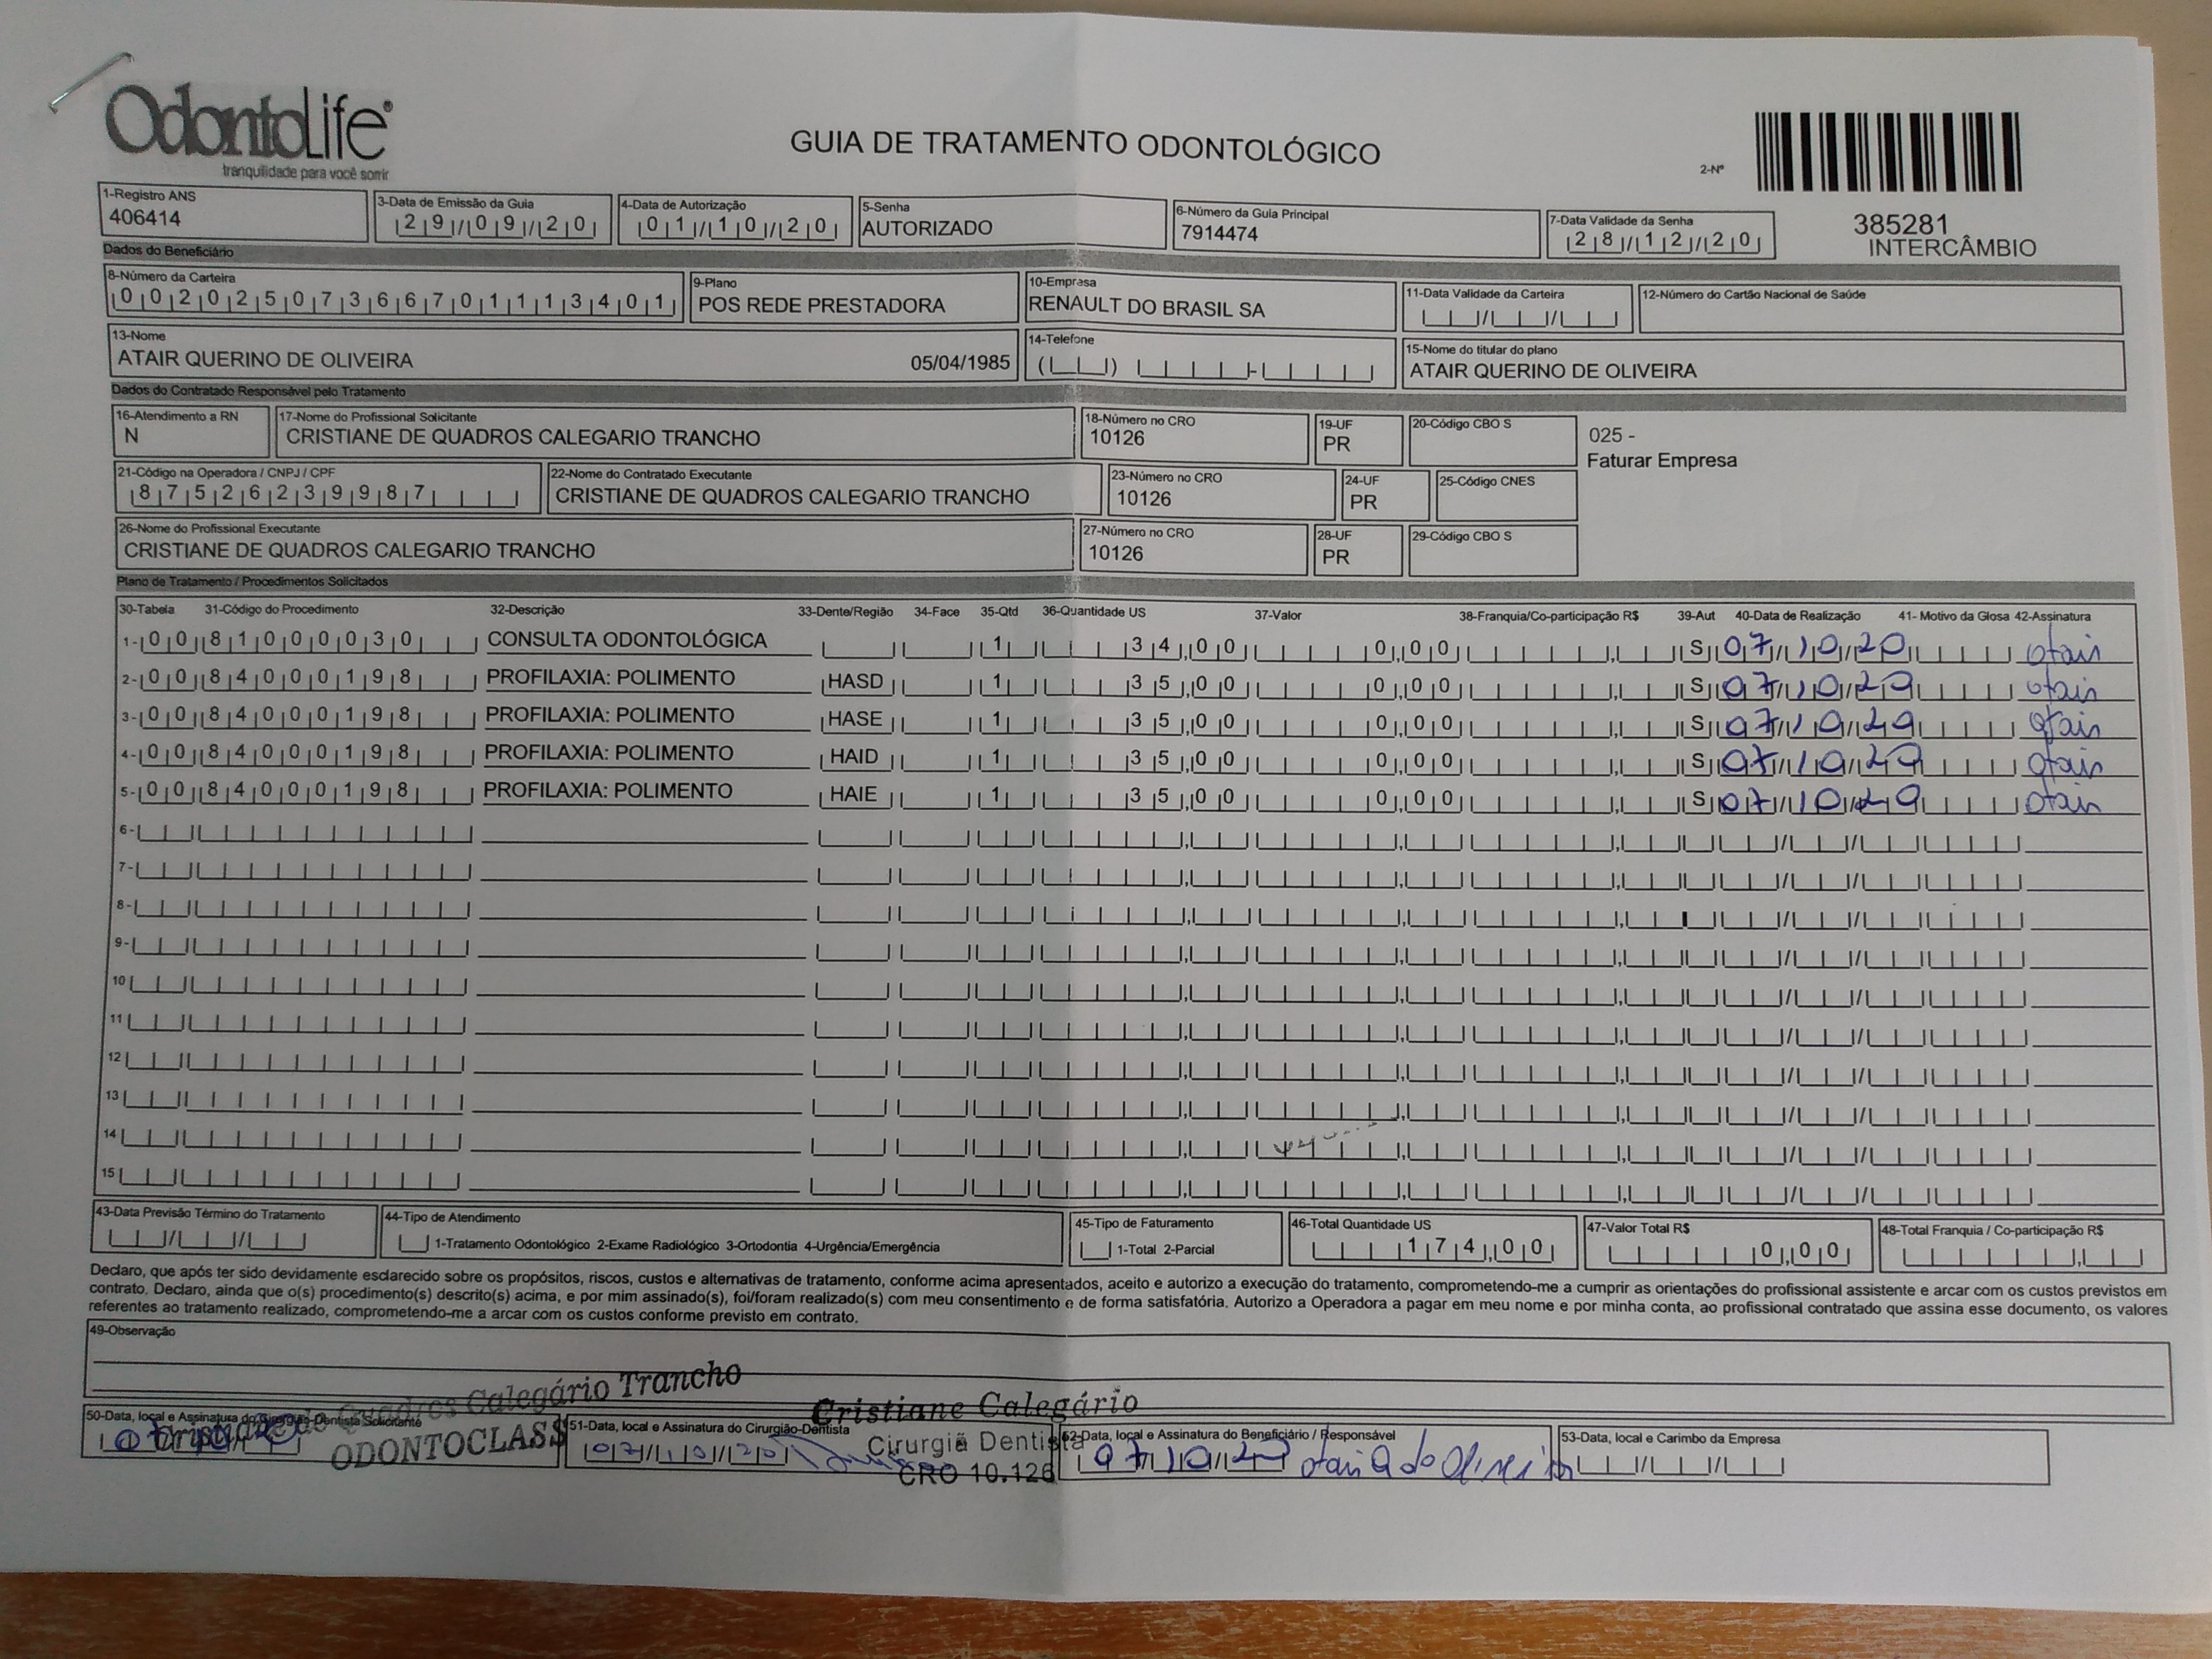 OdontoLife®
tranquilidade para você sorrir
GUIA DE TRATAMENTO ODONTOLÓGICO
2-Nº
385281
INTERCÂMBIO
1-Registro ANS
406414
3-Data de Emissão da Guia
29/09/20
4-Data de Autorização
01/10/20
5-Senha
AUTORIZADO
6-Número da Guia Principal
7914474
7-Data Validade da Senha
28/12/20
Dados do Beneficiário
8-Número da Carteira
00202507366701113401
9-Plano
POS REDE PRESTADORA
10-Empresa
RENAULT DO BRASIL SA
11-Data Validade da Carteira
12-Número do Cartão Nacional de Saúde
13-Nome
ATAIR QUERINO DE OLIVEIRA 05/04/1985
14-Telefone
15-Nome do titular do plano
ATAIR QUERINO DE OLIVEIRA
Dados do Contratado Responsável pelo Tratamento
16-Atendimento a RN
N
17-Nome do Profissional Solicitante
CRISTIANE DE QUADROS CALEGARIO TRANCHO
18-Número no CRO
10126
19-UF
PR
20-Código CBO S
025 -
Faturar Empresa
21-Código na Operadora / CNPJ / CPF
87526239987
22-Nome do Contratado Executante
CRISTIANE DE QUADROS CALEGARIO TRANCHO
23-Número no CRO
10126
24-UF
PR
25-Código CNES
26-Nome do Profissional Executante
CRISTIANE DE QUADROS CALEGARIO TRANCHO
27-Número no CRO
10126
28-UF
PR
29-Código CBO S
Plano de Tratamento / Procedimentos Solicitados
30-Tabela 31-Código do Procedimento 32-Descrição 33-Dente/Região 34-Face 35-Qtd 36-Quantidade US 37-Valor 38-Franquia/Co-participação R$ 39-Aut 40-Data de Realização 41- Motivo da Glosa 42-Assinatura
1- 00 81000030 CONSULTA ODONTOLÓGICA 1 34,00 0,00 S 07/10/20 atair
2- 00 84000198 PROFILAXIA: POLIMENTO HASD 1 35,00 0,00 S 07/10/20 atair
3- 00 84000198 PROFILAXIA: POLIMENTO HASE 1 35,00 0,00 S 07/10/20 atair
4- 00 84000198 PROFILAXIA: POLIMENTO HAID 1 35,00 0,00 S 07/10/20 atair
5- 00 84000198 PROFILAXIA: POLIMENTO HAIE 1 35,00 0,00 S 07/10/20 atair
6-
7-
8-
9-
10
11
12
13
14
15
43-Data Previsão Término do Tratamento
44-Tipo de Atendimento
1-Tratamento Odontológico 2-Exame Radiológico 3-Ortodontia 4-Urgência/Emergência
45-Tipo de Faturamento
1-Total 2-Parcial
46-Total Quantidade US
174,00
47-Valor Total R$
0,00
48-Total Franquia / Co-participação R$
Declaro, que após ter sido devidamente esclarecido sobre os propósitos, riscos, custos e alternativas de tratamento, conforme acima apresentados, aceito e autorizo a execução do tratamento, comprometendo-me a cumprir as orientações do profissional assistente e arcar com os custos previstos em
contrato. Declaro, ainda que o(s) procedimento(s) descrito(s) acima, e por mim assinado(s), foi/foram realizado(s) com meu consentimento e de forma satisfatória. Autorizo a Operadora a pagar em meu nome e por minha conta, ao profissional contratado que assina esse documento, os valores
referentes ao tratamento realizado, comprometendo-me a arcar com os custos conforme previsto em contrato.
49-Observação
50-Data, local e Assinatura do Cirurgião-Dentista Solicitante
07/10/20
Cristiane de Quadros Calegário Trancho
ODONTOCLASS
51-Data, local e Assinatura do Cirurgião-Dentista
07/10/20
Cristiane Calegário
Cirurgiã Dentista
CRO 10.126
52-Data, local e Assinatura do Beneficiário / Responsável
07/10/20 atair Q do Oliveira
53-Data, local e Carimbo da Empresa